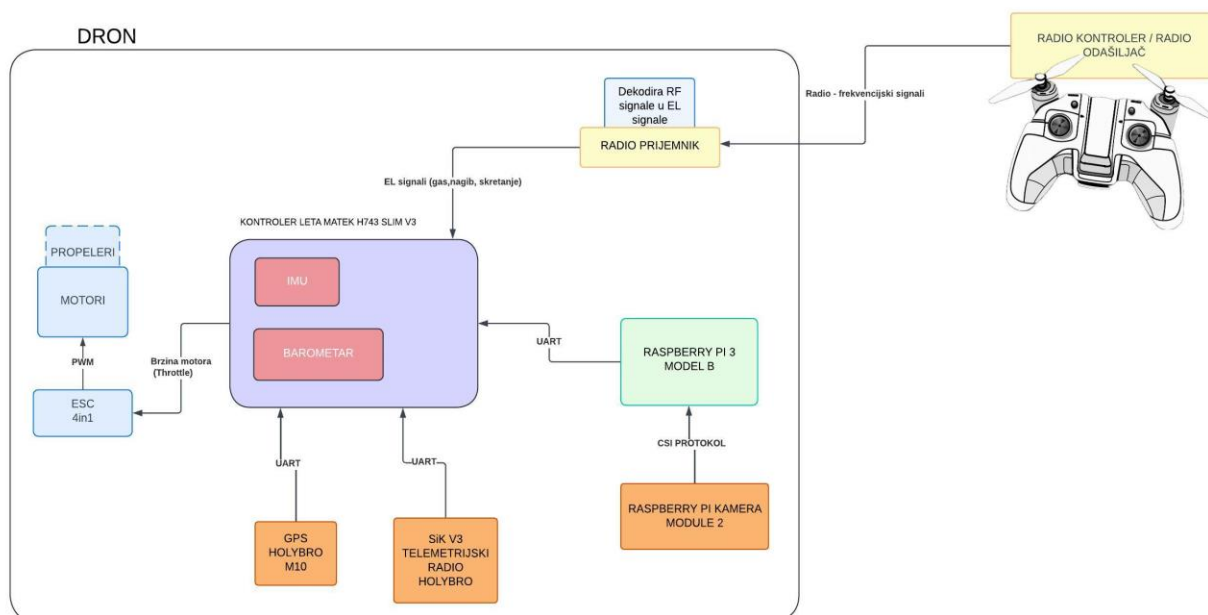 DRON
RADIO KONTROLER / RADIO
ODAŠILJAČ
Radio - frekvencijski signali
Dekodira RF
signale u EL
signale
RADIO PRIJEMNIK
EL signali (gas,nagib, skretanje)
KONTROLER LETA MATEK H743 SLIM V3
IMU
BAROMETAR
PROPELERI
MOTORI
PWM
Brzina motora
(Throttle)
ESC
4in1
UART
RASPBERRY PI 3
MODEL B
CSI PROTOKOL
RASPBERRY PI KAMERA
MODULE 2
UART
UART
GPS
HOLYBRO
M10
SiK V3
TELEMETRIJSKI
RADIO
HOLYBRO